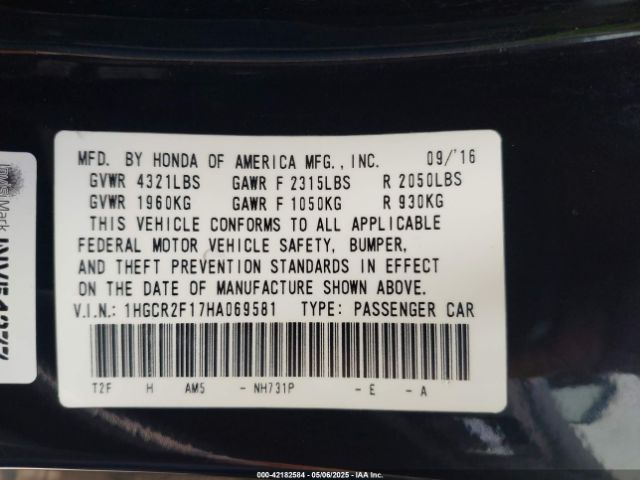 MFD. BY HONDA OF AMERICA MFG., INC. 09/'16
GVWR 4321LBS GAWR F 2315LBS R 2050LBS
GVWR 1960KG GAWR F 1050KG R 930KG
THIS VEHICLE CONFORMS TO ALL APPLICABLE
FEDERAL MOTOR VEHICLE SAFETY, BUMPER,
AND THEFT PREVENTION STANDARDS IN EFFECT
ON THE DATE OF MANUFACTURE SHOWN ABOVE.
V.I.N.: 1HGCR2F17HA069581 TYPE: PASSENGER CAR
T2F H AM5 - NH731P - E - A
000-42182584 - 05/06/2025 - IAA Inc.